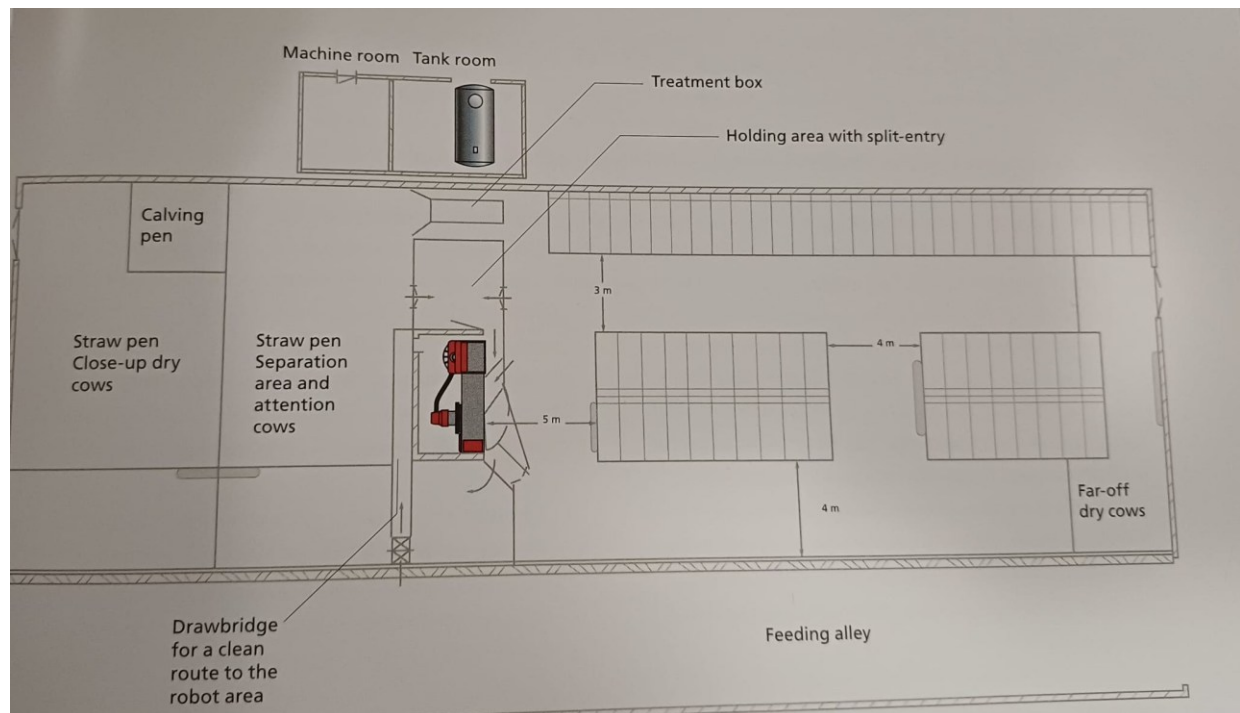 Machine room
Tank room
Treatment box
Holding area with split-entry
Calving
pen
3 m
Straw pen
Close-up dry
cows
Straw pen
Separation
area and
attention
cows
4 m
5 m
4 m
Far-off
dry cows
Drawbridge
for a clean
route to the
robot area
Feeding alley